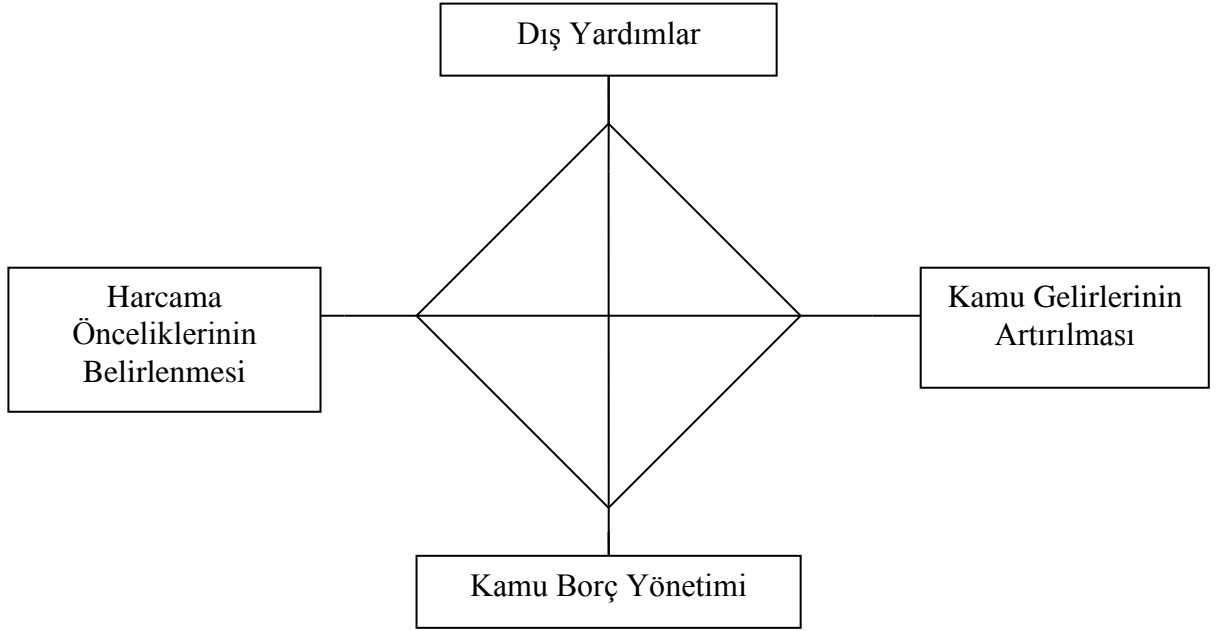 Dış Yardımlar
Harcama
Önceliklerinin
Belirlenmesi
Kamu Gelirlerinin
Artırılması
Kamu Borç Yönetimi